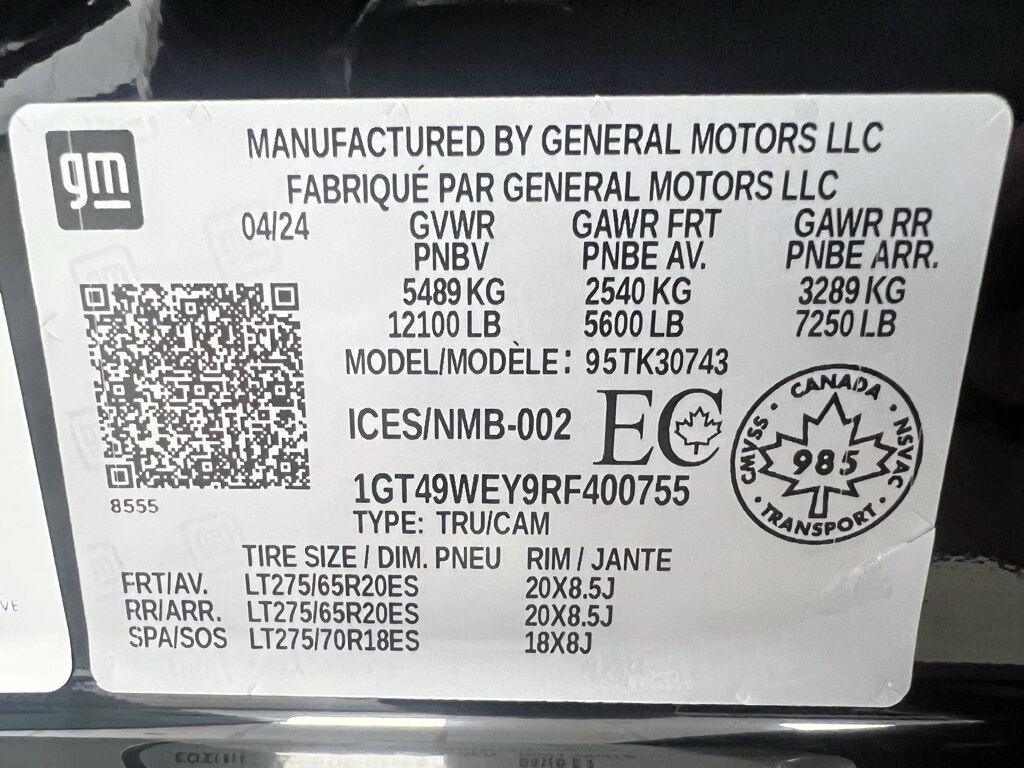 gm
MANUFACTURED BY GENERAL MOTORS LLC
FABRIQUÉ PAR GENERAL MOTORS LLC
04/24 GVWR GAWR FRT GAWR RR
PNBV PNBE AV. PNBE ARR.
5489 KG 2540 KG 3289 KG
12100 LB 5600 LB 7250 LB
MODEL/MODÈLE: 95TK30743
ICES/NMB-002 EC
CANADA
CMVSS 985 NSVAC
TRANSPORT
8555
1GT49WEY9RF400755
TYPE: TRU/CAM
TIRE SIZE / DIM. PNEU RIM / JANTE
FRT/AV. LT275/65R20ES 20X8.5J
RR/ARR. LT275/65R20ES 20X8.5J
SPA/SOS LT275/70R18ES 18X8J